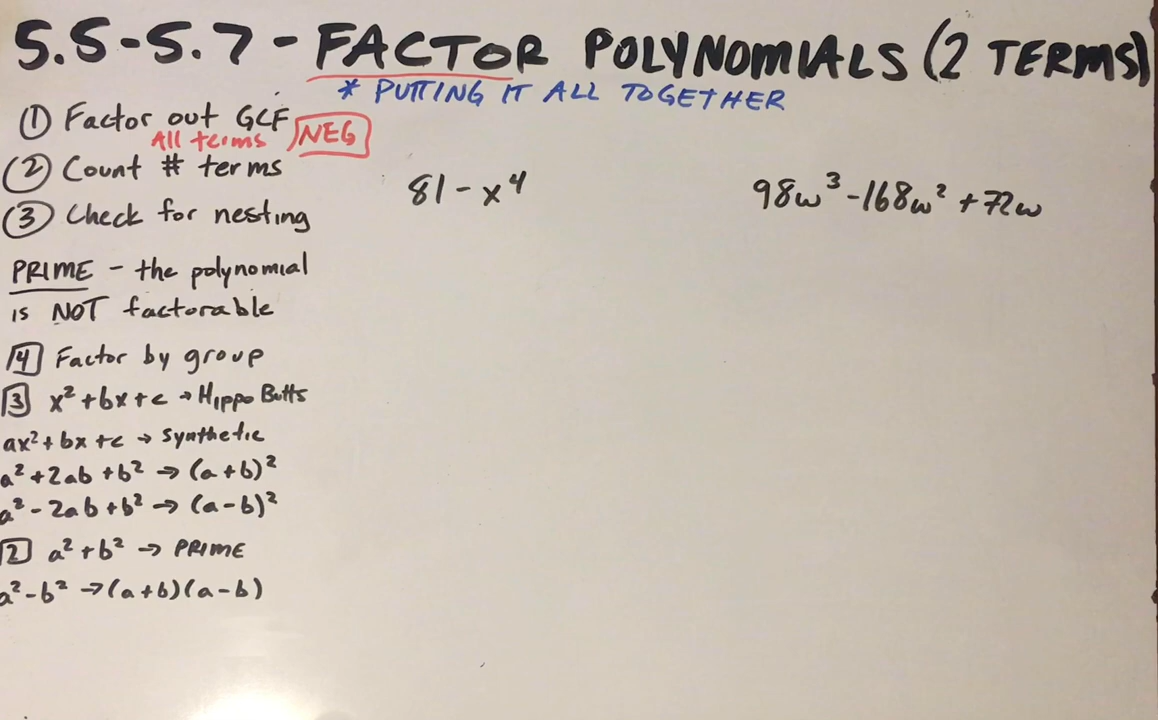 5.5-5.7 - FACTOR POLYNOMIALS (2 TERMS)
* PUTTING IT ALL TOGETHER
① Factor out GCF
All terms NEG
② Count # terms
③ Check for nesting
PRIME - the polynomial
is NOT factorable
4 Factor by group
3 x² + bx + c → Hippo Butts
ax² + bx + c → Synthetic
a² + 2ab + b² → (a + b)²
a² - 2ab + b² → (a - b)²
2 a² + b² → PRIME
a² - b² → (a + b)(a - b)
81 - x⁴
98w³ - 168w² + 72w